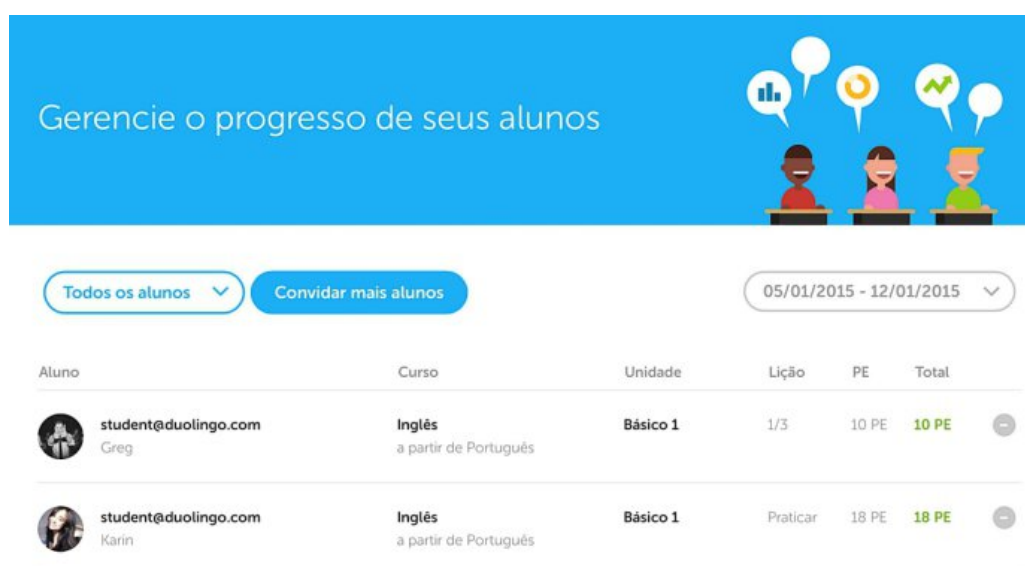 Gerencie o progresso de seus alunos
Todos os alunos
Convidar mais alunos
05/01/2015 - 12/01/2015
Aluno Curso Unidade Lição PE Total
student@duolingo.com Inglês Básico 1 1/3 10 PE 10 PE
Greg a partir de Português
student@duolingo.com Inglês Básico 1 Praticar 18 PE 18 PE
Karin a partir de Português